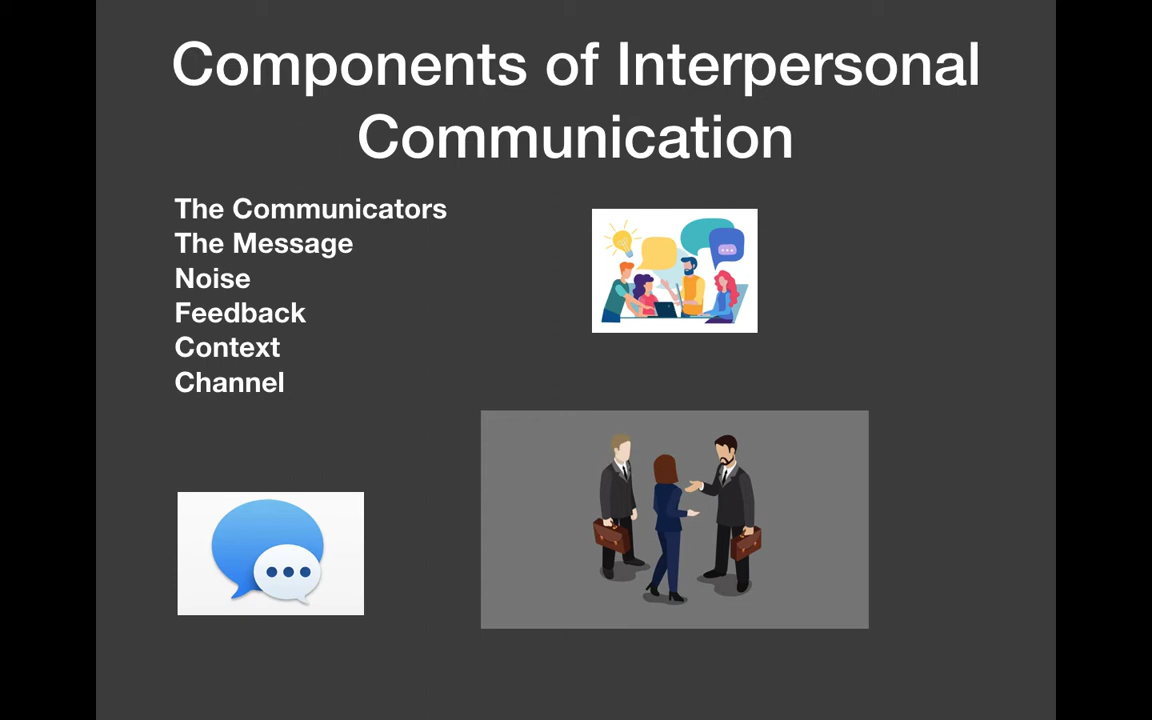 Components of Interpersonal
Communication
The Communicators
The Message
Noise
Feedback
Context
Channel